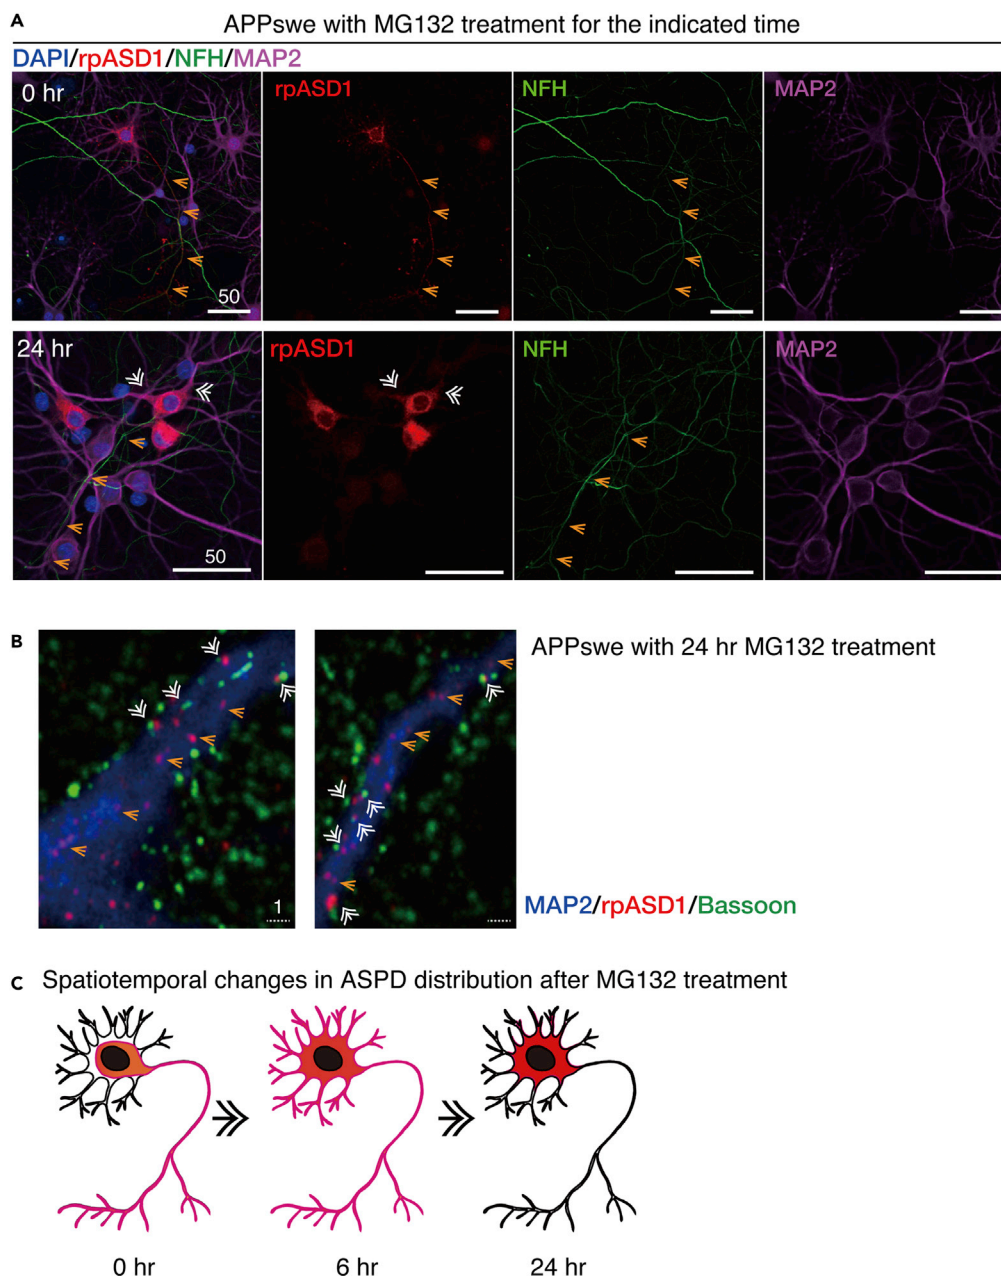 A
APPswe with MG132 treatment for the indicated time
DAPI/rpASD1/NFH/MAP2
0 hr
rpASD1
NFH
MAP2
50
24 hr
rpASD1
NFH
MAP2
50
B
APPswe with 24 hr MG132 treatment
1
MAP2/rpASD1/Bassoon
C Spatiotemporal changes in ASPD distribution after MG132 treatment
0 hr
6 hr
24 hr